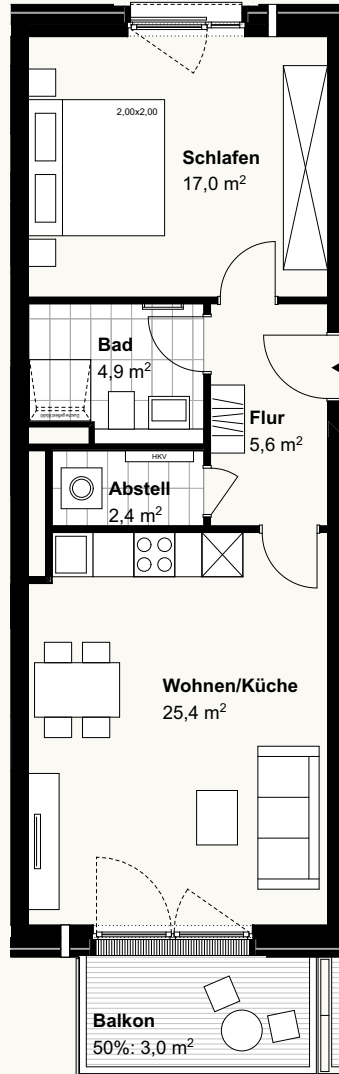 2,00x2,00
Schlafen
17,0 m²
Bad
4,9 m²
Flur
5,6 m²
HKV
Abstell
2,4 m²
Wohnen/Küche
25,4 m²
Balkon
50%: 3,0 m²